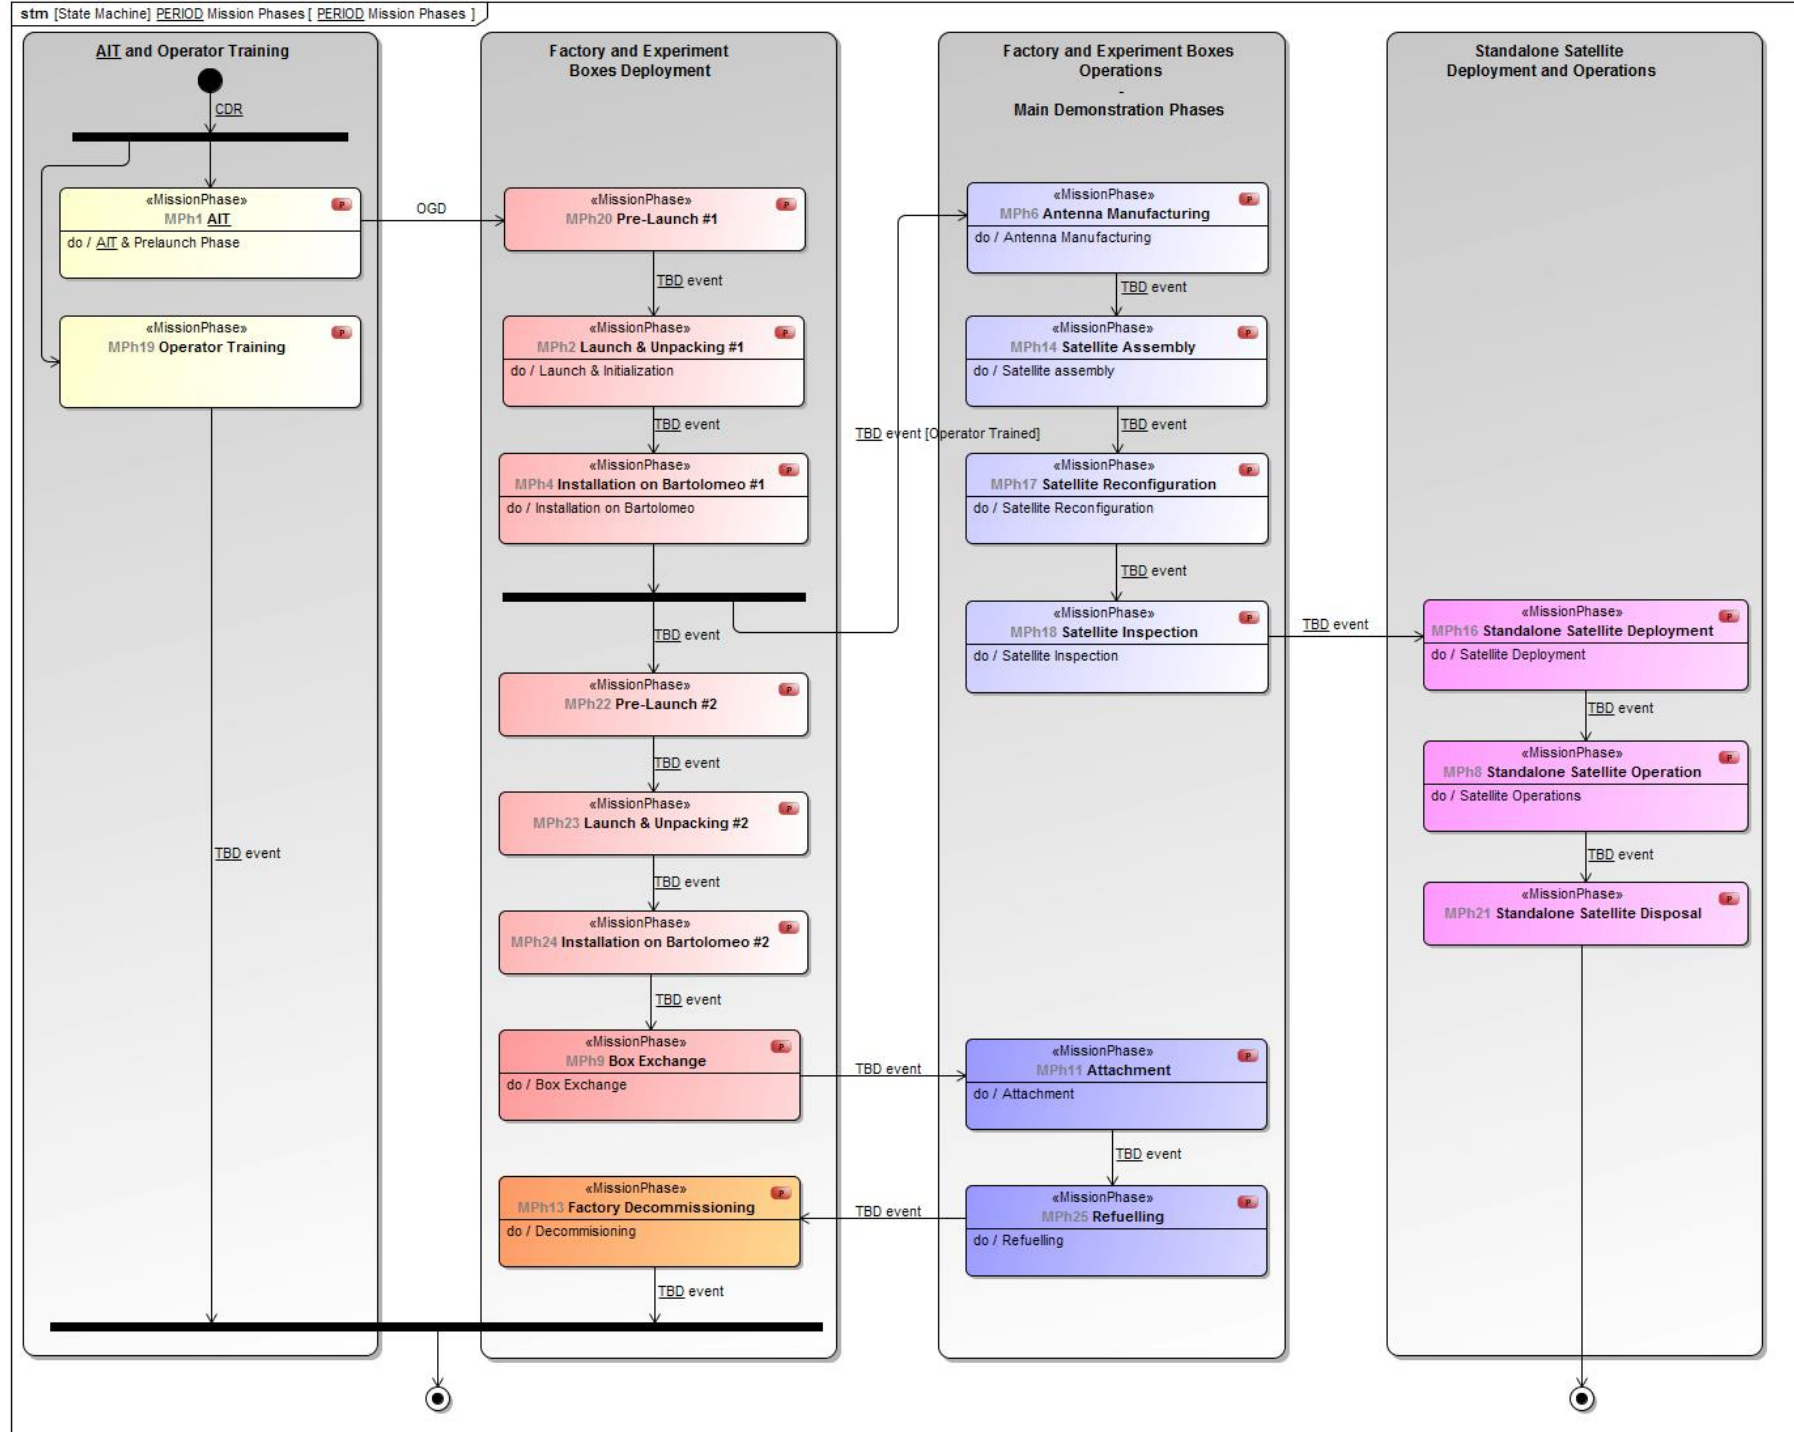 stm [State Machine] PERIOD Mission Phases [ PERIOD Mission Phases ]
AIT and Operator Training
CDR
«MissionPhase»
MPh1 AIT
P
do / AIT & Prelaunch Phase
OGD
«MissionPhase»
MPh19 Operator Training
P
TBD event
Factory and Experiment
Boxes Deployment
«MissionPhase»
MPh20 Pre-Launch #1
P
TBD event
«MissionPhase»
MPh2 Launch & Unpacking #1
P
do / Launch & Initialization
TBD event
«MissionPhase»
MPh4 Installation on Bartolomeo #1
P
do / Installation on Bartolomeo
TBD event
TBD event [Operator Trained]
«MissionPhase»
MPh22 Pre-Launch #2
P
TBD event
«MissionPhase»
MPh23 Launch & Unpacking #2
P
TBD event
«MissionPhase»
MPh24 Installation on Bartolomeo #2
P
TBD event
«MissionPhase»
MPh9 Box Exchange
P
do / Box Exchange
TBD event
«MissionPhase»
MPh13 Factory Decommissioning
P
do / Decommisioning
TBD event
TBD event
Factory and Experiment Boxes
Operations
-
Main Demonstration Phases
«MissionPhase»
MPh6 Antenna Manufacturing
P
do / Antenna Manufacturing
TBD event
«MissionPhase»
MPh14 Satellite Assembly
P
do / Satellite assembly
TBD event
«MissionPhase»
MPh17 Satellite Reconfiguration
P
do / Satellite Reconfiguration
TBD event
«MissionPhase»
MPh18 Satellite Inspection
P
do / Satellite Inspection
TBD event
«MissionPhase»
MPh11 Attachment
P
do / Attachment
TBD event
«MissionPhase»
MPh25 Refuelling
P
do / Refuelling
Standalone Satellite
Deployment and Operations
«MissionPhase»
MPh16 Standalone Satellite Deployment
P
do / Satellite Deployment
TBD event
«MissionPhase»
MPh8 Standalone Satellite Operation
P
do / Satellite Operations
TBD event
«MissionPhase»
MPh21 Standalone Satellite Disposal
P